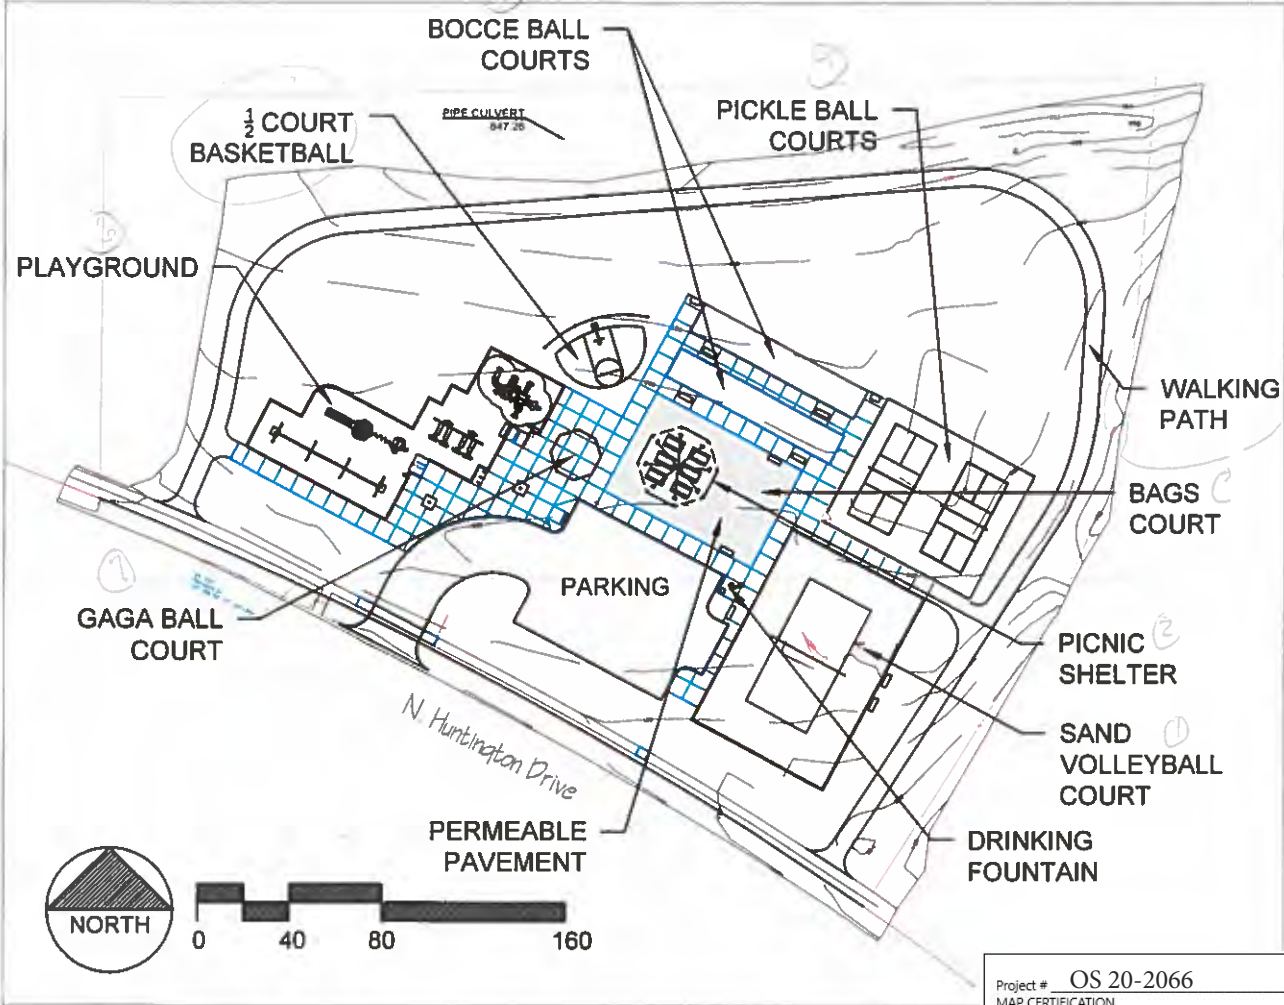 BOCCE BALL
COURTS
PICKLE BALL
COURTS
PIPE CULVERT
847.26
½ COURT
BASKETBALL
PLAYGROUND
WALKING
PATH
BAGS
COURT
PARKING
GAGA BALL
COURT
PICNIC
SHELTER
SAND
VOLLEYBALL
COURT
N. Huntington Drive
PERMEABLE
PAVEMENT
DRINKING
FOUNTAIN
NORTH
0 40 80 160
Project # OS 20-2066
MAP CERTIFICATION